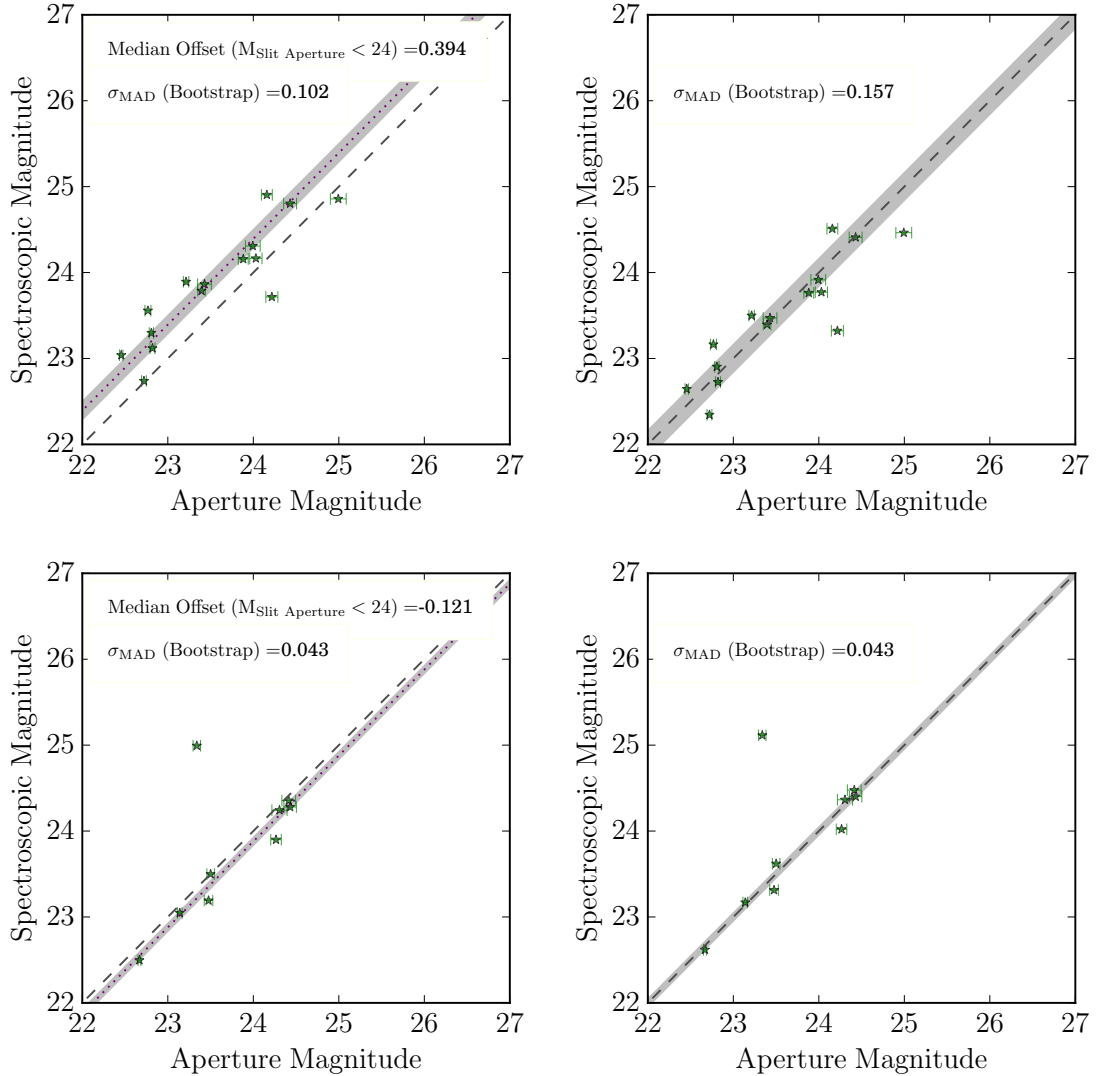 Median Offset (M_Slit Aperture < 24) =0.394
σ_MAD (Bootstrap) =0.102
27
26
25
24
23
22
Spectroscopic Magnitude
22 23 24 25 26 27
Aperture Magnitude
σ_MAD (Bootstrap) =0.157
27
26
25
24
23
22
Spectroscopic Magnitude
22 23 24 25 26 27
Aperture Magnitude
Median Offset (M_Slit Aperture < 24) =-0.121
σ_MAD (Bootstrap) =0.043
27
26
25
24
23
22
Spectroscopic Magnitude
22 23 24 25 26 27
Aperture Magnitude
σ_MAD (Bootstrap) =0.043
27
26
25
24
23
22
Spectroscopic Magnitude
22 23 24 25 26 27
Aperture Magnitude